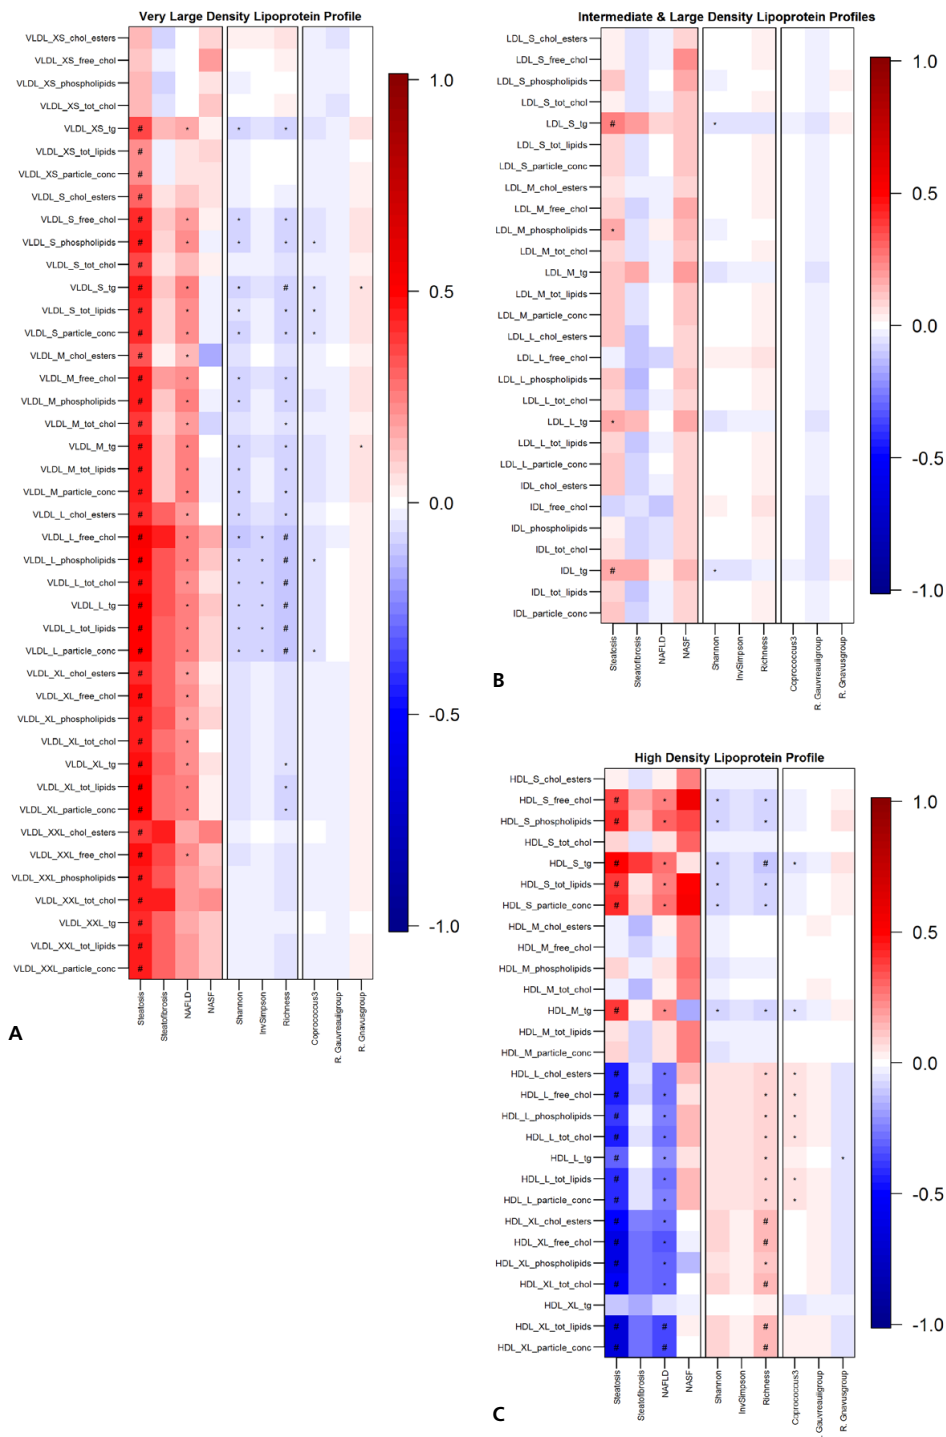 Very Large Density Lipoprotein Profile
VLDL_XS_chol_esters
VLDL_XS_free_chol
VLDL_XS_phospholipids
VLDL_XS_tot_chol
VLDL_XS_tg
VLDL_XS_tot_lipids
VLDL_XS_particle_conc
VLDL_S_chol_esters
VLDL_S_free_chol
VLDL_S_phospholipids
VLDL_S_tot_chol
VLDL_S_tg
VLDL_S_tot_lipids
VLDL_S_particle_conc
VLDL_M_chol_esters
VLDL_M_free_chol
VLDL_M_phospholipids
VLDL_M_tot_chol
VLDL_M_tg
VLDL_M_tot_lipids
VLDL_M_particle_conc
VLDL_L_chol_esters
VLDL_L_free_chol
VLDL_L_phospholipids
VLDL_L_tot_chol
VLDL_L_tg
VLDL_L_tot_lipids
VLDL_L_particle_conc
VLDL_XL_chol_esters
VLDL_XL_free_chol
VLDL_XL_phospholipids
VLDL_XL_tot_chol
VLDL_XL_tg
VLDL_XL_tot_lipids
VLDL_XL_particle_conc
VLDL_XXL_chol_esters
VLDL_XXL_free_chol
VLDL_XXL_phospholipids
VLDL_XXL_tot_chol
VLDL_XXL_tg
VLDL_XXL_tot_lipids
VLDL_XXL_particle_conc
Steatosis
Steatofibrosis
NAFLD
NASF
Shannon
InvSimpson
Richness
Coprococcus3
R. Gauvreauiigroup
R. Gnavusgroup
1.0
0.5
0.0
-0.5
-1.0
A
Intermediate & Large Density Lipoprotein Profiles
LDL_S_chol_esters
LDL_S_free_chol
LDL_S_phospholipids
LDL_S_tot_chol
LDL_S_tg
LDL_S_tot_lipids
LDL_S_particle_conc
LDL_M_chol_esters
LDL_M_free_chol
LDL_M_phospholipids
LDL_M_tot_chol
LDL_M_tg
LDL_M_tot_lipids
LDL_M_particle_conc
LDL_L_chol_esters
LDL_L_free_chol
LDL_L_phospholipids
LDL_L_tot_chol
LDL_L_tg
LDL_L_tot_lipids
LDL_L_particle_conc
IDL_chol_esters
IDL_free_chol
IDL_phospholipids
IDL_tot_chol
IDL_tg
IDL_tot_lipids
IDL_particle_conc
Steatosis
Steatofibrosis
NAFLD
NASF
Shannon
InvSimpson
Richness
Coprococcus3
R. Gauvreauiigroup
R. Gnavusgroup
1.0
0.5
0.0
-0.5
-1.0
B
High Density Lipoprotein Profile
HDL_S_chol_esters
HDL_S_free_chol
HDL_S_phospholipids
HDL_S_tot_chol
HDL_S_tg
HDL_S_tot_lipids
HDL_S_particle_conc
HDL_M_chol_esters
HDL_M_free_chol
HDL_M_phospholipids
HDL_M_tot_chol
HDL_M_tg
HDL_M_tot_lipids
HDL_M_particle_conc
HDL_L_chol_esters
HDL_L_free_chol
HDL_L_phospholipids
HDL_L_tot_chol
HDL_L_tg
HDL_L_tot_lipids
HDL_L_particle_conc
HDL_XL_chol_esters
HDL_XL_free_chol
HDL_XL_phospholipids
HDL_XL_tot_chol
HDL_XL_tg
HDL_XL_tot_lipids
HDL_XL_particle_conc
Steatosis
Steatofibrosis
NAFLD
NASF
Shannon
InvSimpson
Richness
Coprococcus3
. Gauvreauiigroup
R. Gnavusgroup
1.0
0.5
0.0
-0.5
-1.0
C